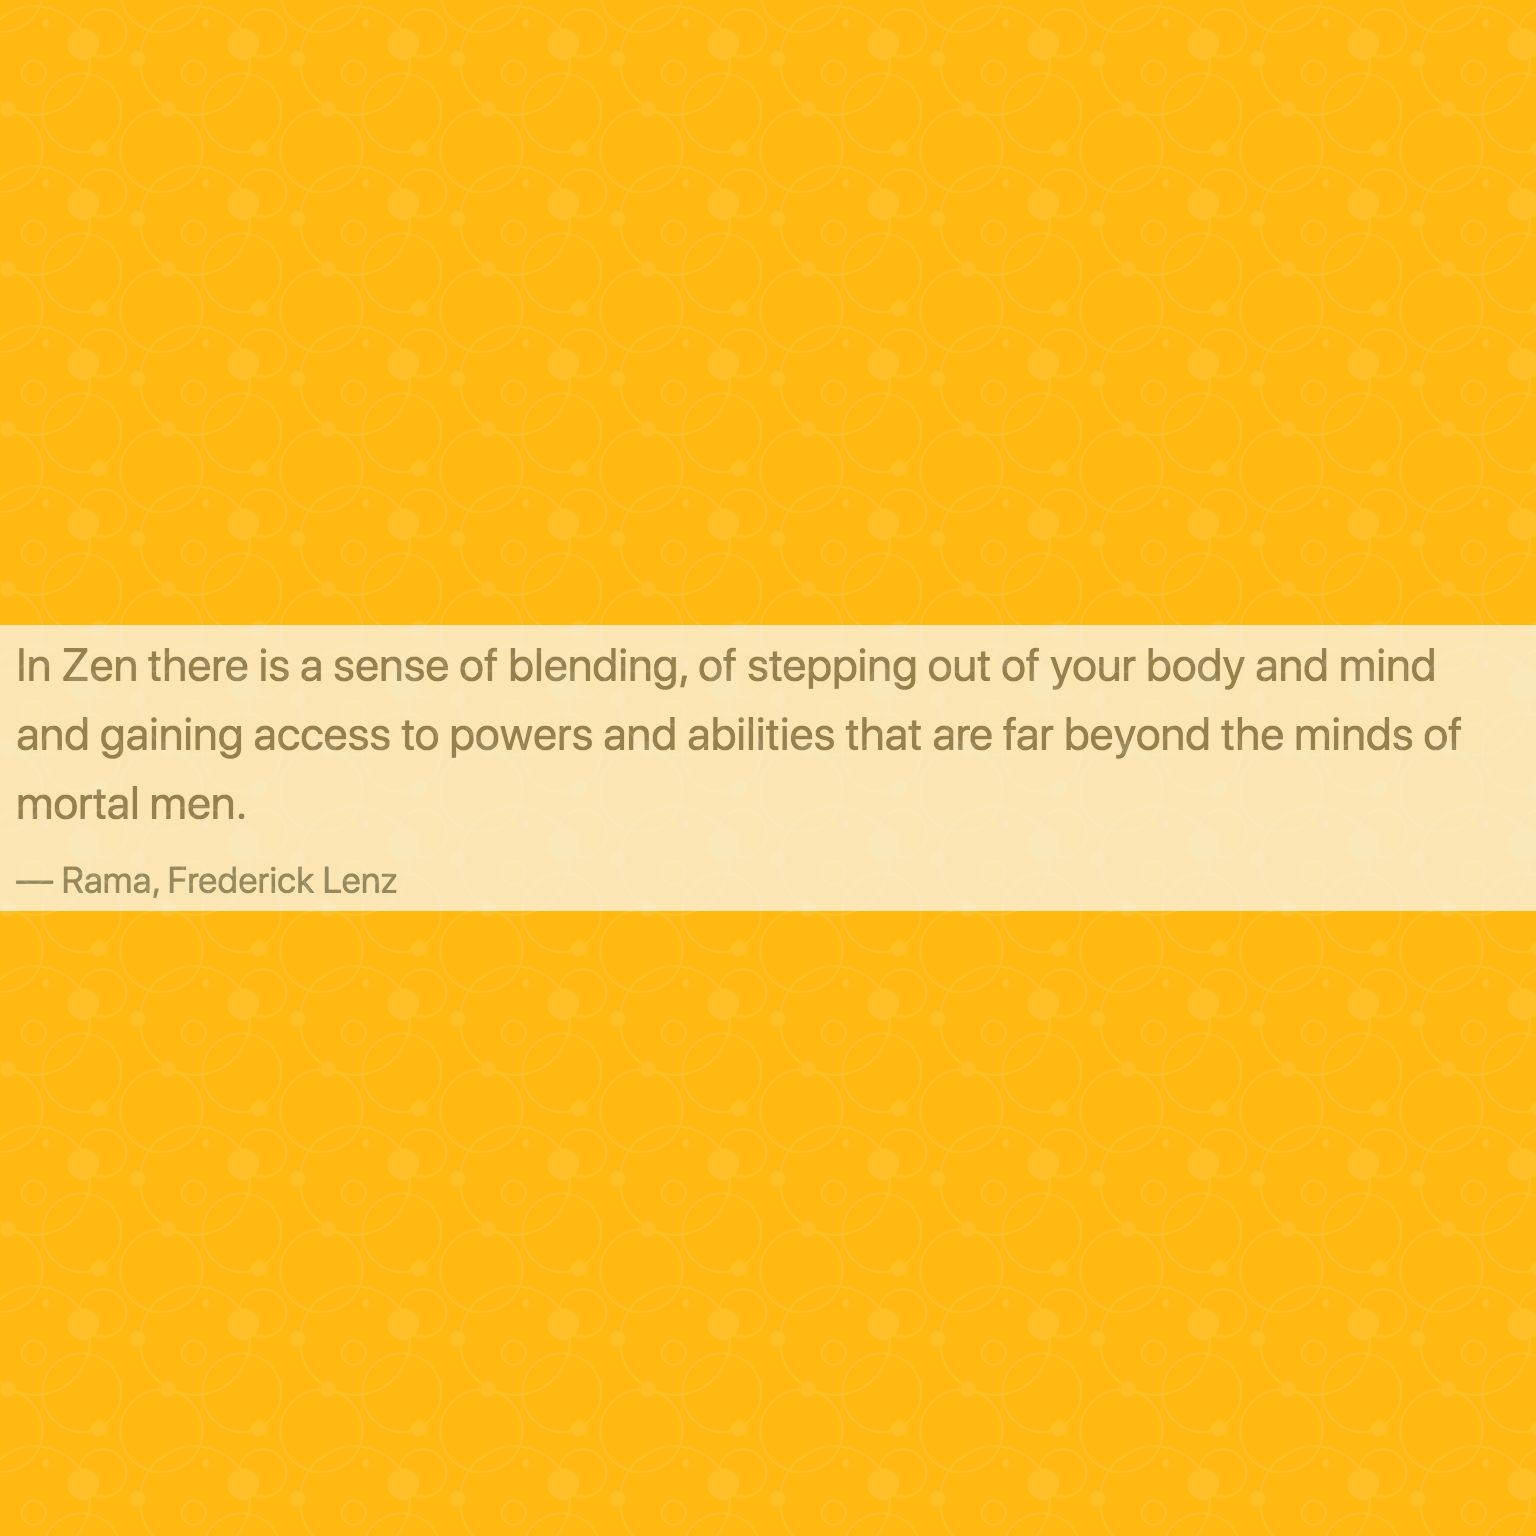 In Zen there is a sense of blending, of stepping out of your body and mind
and gaining access to powers and abilities that are far beyond the minds of
mortal men.
— Rama, Frederick Lenz